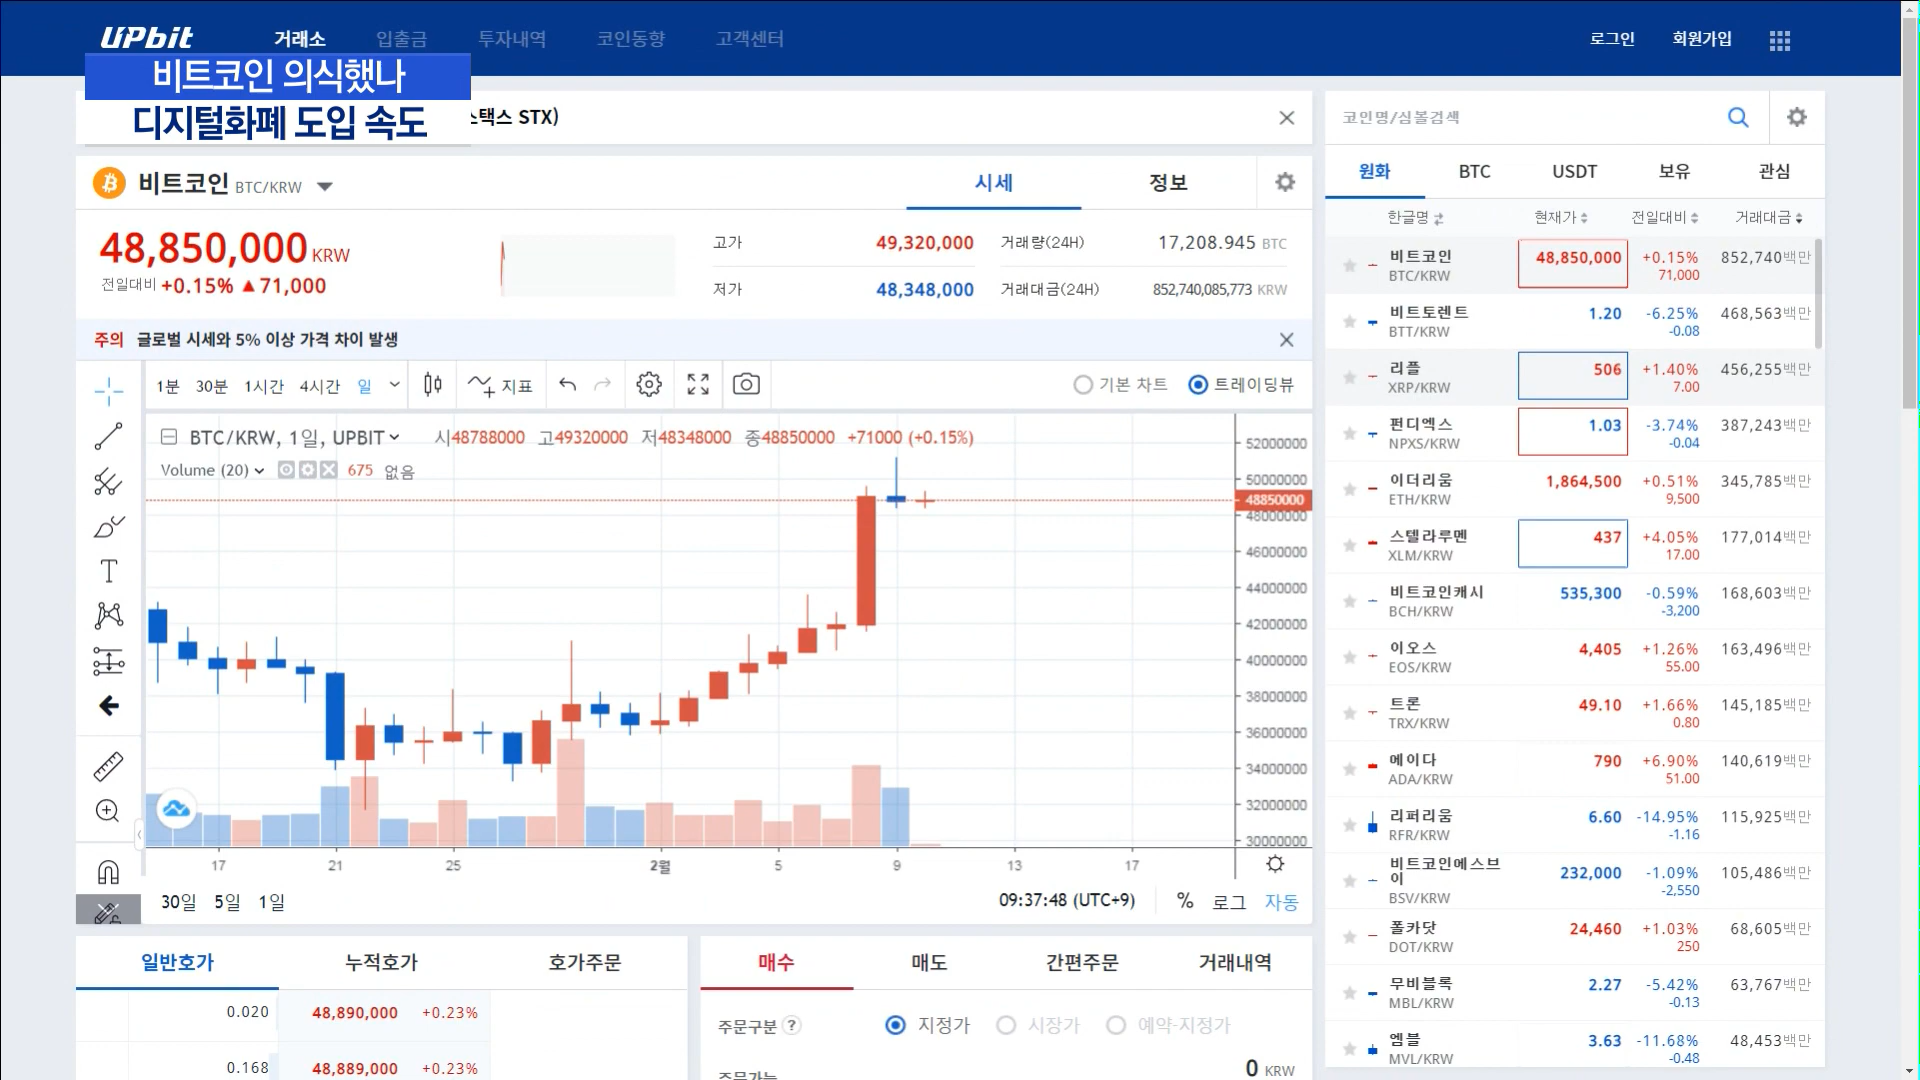 UPbit
거래소
입출금
투자내역
코인동향
고객센터
로그인
회원가입
비트코인 의식했나
디지털화폐 도입 속도
택스 STX)
비트코인 BTC/KRW
시세
정보
48,850,000 KRW
전일대비 +0.15% ▲71,000
고가 49,320,000
거래량(24H) 17,208.945 BTC
저가 48,348,000
거래대금(24H) 852,740,085,773 KRW
주의 글로벌 시세와 5% 이상 가격 차이 발생
1분 30분 1시간 4시간 일
지표
기본 차트
트레이딩뷰
BTC/KRW, 1일, UPBIT
시48788000 고49320000 저48348000 종48850000 +71000 (+0.15%)
Volume (20)
675 없음
52000000
50000000
48850000
48000000
46000000
44000000
42000000
40000000
38000000
36000000
34000000
32000000
30000000
17 21 25 2월 5 9 13 17
30일 5일 1일
09:37:48 (UTC+9)
% 로그 자동
일반호가 누적호가 호가주문
0.020 48,890,000 +0.23%
0.168 48,889,000 +0.23%
매수 매도 간편주문 거래내역
주문구분 ?
지정가 시장가 예약-지정가
주문가능
0 KRW
코인명/심볼검색
원화 BTC USDT 보유 관심
한글명 현재가 전일대비 거래대금
비트코인 48,850,000 +0.15% 852,740백만
BTC/KRW 71,000
비트토렌트 1.20 -6.25% 468,563백만
BTT/KRW -0.08
리플 506 +1.40% 456,255백만
XRP/KRW 7.00
펀디엑스 1.03 -3.74% 387,243백만
NPXS/KRW -0.04
이더리움 1,864,500 +0.51% 345,785백만
ETH/KRW 9,500
스텔라루멘 437 +4.05% 177,014백만
XLM/KRW 17.00
비트코인캐시 535,300 -0.59% 168,603백만
BCH/KRW -3,200
이오스 4,405 +1.26% 163,496백만
EOS/KRW 55.00
트론 49.10 +1.66% 145,185백만
TRX/KRW 0.80
에이다 790 +6.90% 140,619백만
ADA/KRW 51.00
리퍼리움 6.60 -14.95% 115,925백만
RFR/KRW -1.16
비트코인에스브
이 232,000 -1.09% 105,486백만
BSV/KRW -2,550
폴카닷 24,460 +1.03% 68,605백만
DOT/KRW 250
무비블록 2.27 -5.42% 63,767백만
MBL/KRW -0.13
엠블 3.63 -11.68% 48,453백만
MVL/KRW -0.48